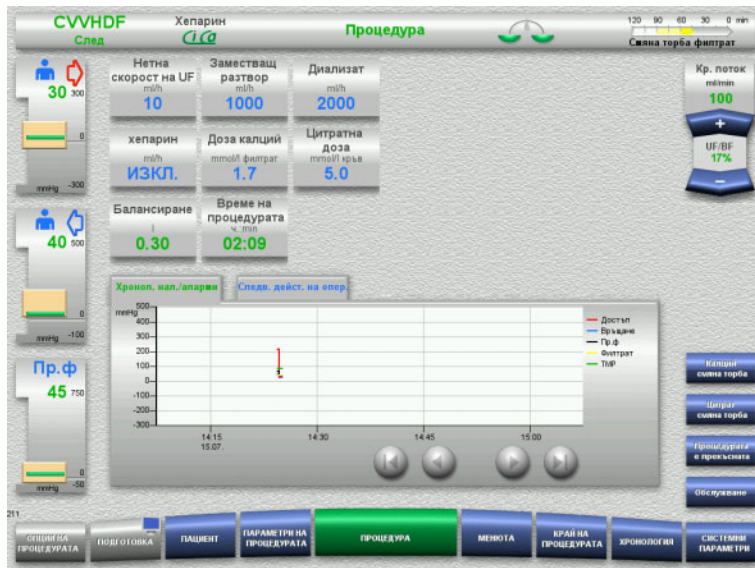 CVVHDF
След
Хепарин
CiCa
Процедура
120 90 60 30 0 min
Смяна торба филтрат
30
300
0
-300
mmHg
40
500
0
-100
mmHg
Пр.ф
45
750
0
-50
mmHg
Нетна
скорост на UF
ml/h
10
Заместващ
разтвор
ml/h
1000
Диализат
ml/h
2000
хепарин
ml/h
ИЗКЛ.
Доза калций
mmol/l филтрат
1.7
Цитратна
доза
mmol/l кръв
5.0
Балансиране
l
0.30
Време на
процедурата
ч.:min
02:09
Кр. поток
ml/min
100
+
UF/BF
17%
−
Хронол. нал./аларми
Следв. дейст. на опер.
mmHg
500
400
300
200
100
0
-100
-200
-300
14:15
15.07.
14:30
14:45
15:00
Достъп
Връщане
Пр.ф
Филтрат
TMP
Калций
смяна торба
Цитрат
смяна торба
Процедурата
е прекъсната
Обслужване
211
ОПЦИИ НА
ПРОЦЕДУРАТА
ПОДГОТОВКА
ПАЦИЕНТ
ПАРАМЕТРИ НА
ПРОЦЕДУРАТА
ПРОЦЕДУРА
МЕНЮТА
КРАЙ НА
ПРОЦЕДУРАТА
ХРОНОЛОГИЯ
СИСТЕМНИ
ПАРАМЕТРИ